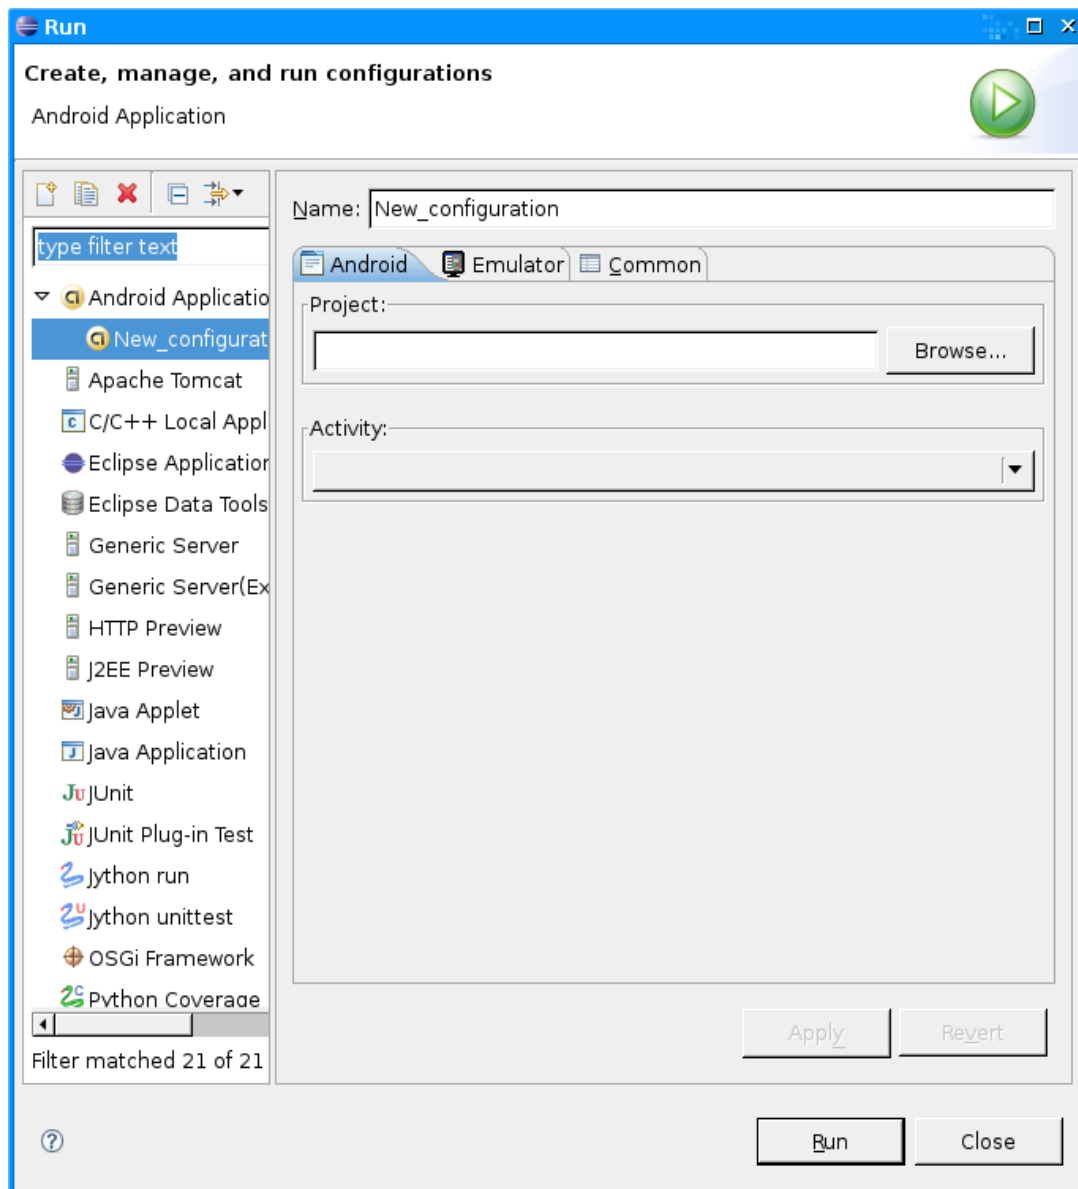 Run
Create, manage, and run configurations
Android Application
type filter text
Android Applicatio
New_configurat
Apache Tomcat
C/C++ Local Appl
Eclipse Application
Eclipse Data Tools
Generic Server
Generic Server(Ex
HTTP Preview
J2EE Preview
Java Applet
Java Application
JUnit
JUnit Plug-in Test
Jython run
Jython unittest
OSGi Framework
Python Coverage
Filter matched 21 of 21
Name: New_configuration
Android Emulator Common
Project:
Browse...
Activity:
Apply Revert
Run Close